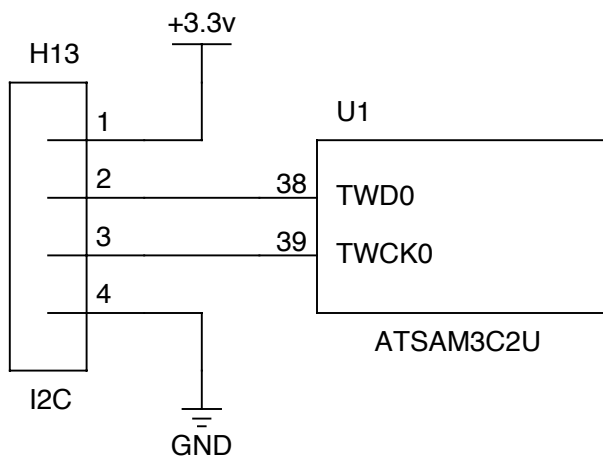 +3.3v
H13
1
U1
2
38
TWD0
3
39
TWCK0
4
ATSAM3C2U
I2C
GND